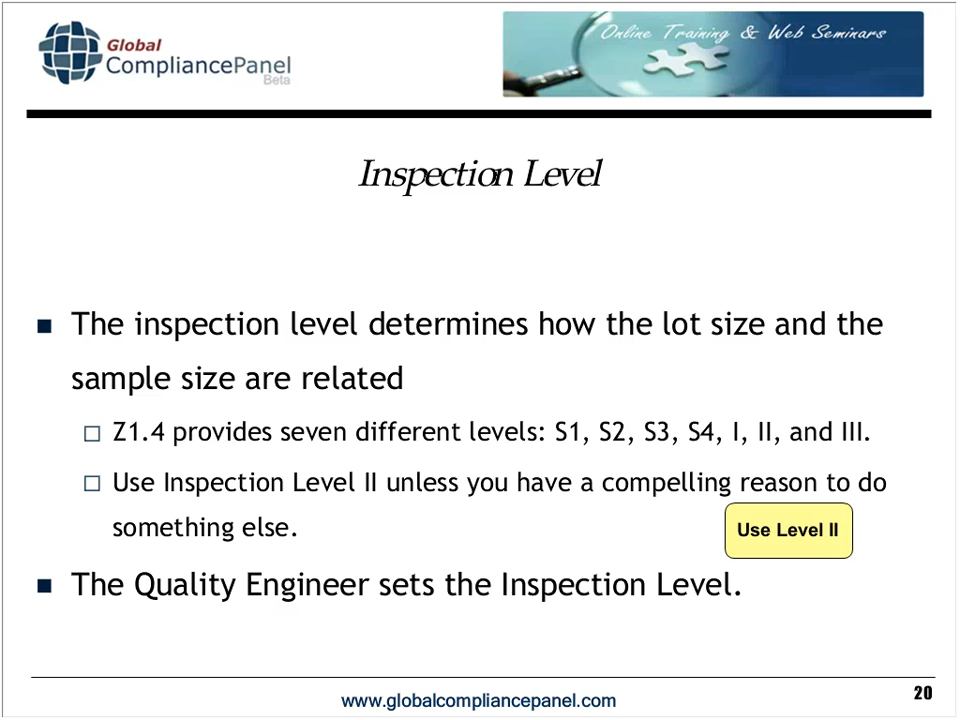 Global
CompliancePanel
Beta
Online Training & Web Seminars
Inspection Level
The inspection level determines how the lot size and the
sample size are related
Z1.4 provides seven different levels: S1, S2, S3, S4, I, II, and III.
Use Inspection Level II unless you have a compelling reason to do
something else.
Use Level II
The Quality Engineer sets the Inspection Level.
www.globalcompliancepanel.com
20